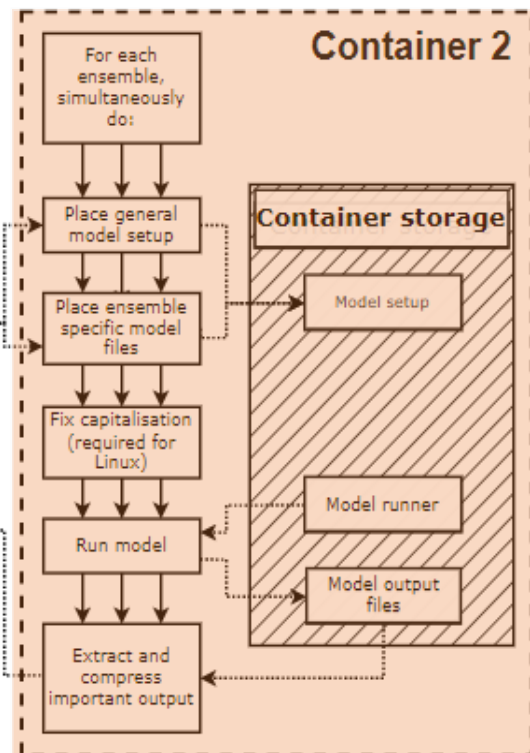 Container 2
For each
ensemble,
simultaneously
do:
Place general
model setup
Container storage
Place ensemble
specific model
files
Model setup
Fix capitalisation
(required for
Linux)
Model runner
Run model
Model output
files
Extract and
compress
important output